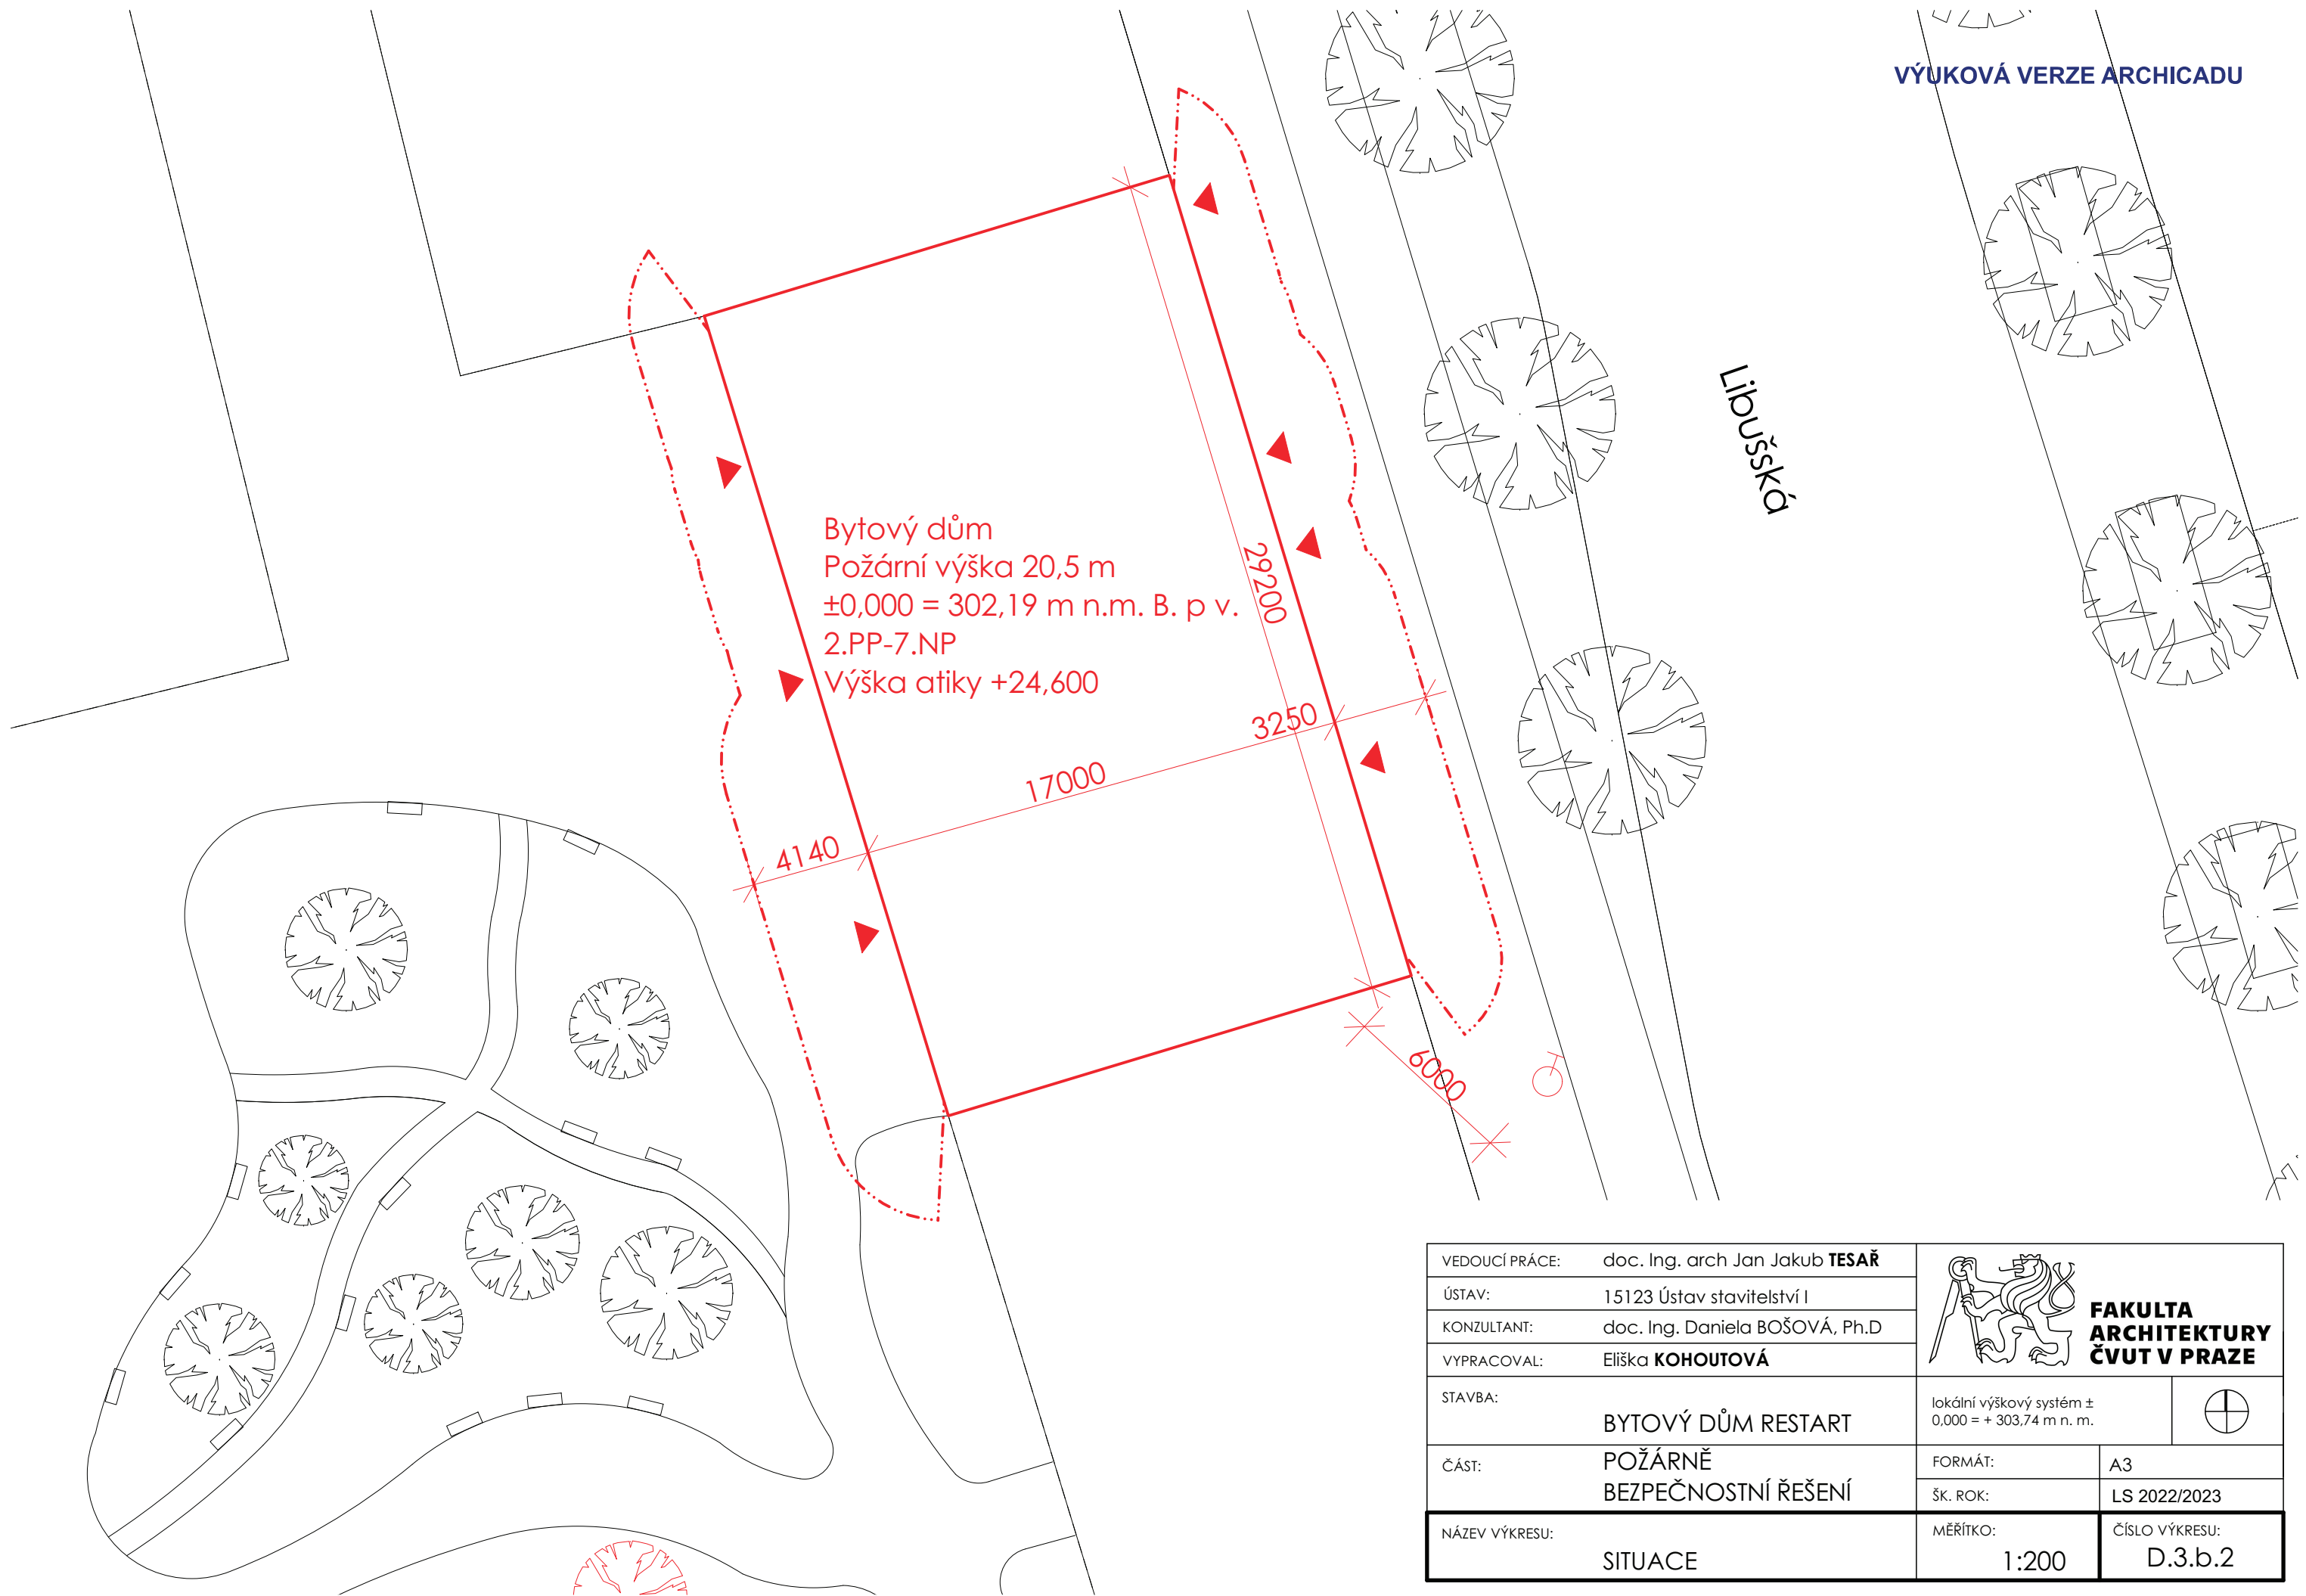 VÝUKOVÁ VERZE ARCHICADU
Libušská
Bytový dům
Požární výška 20,5 m
±0,000 = 302,19 m n.m. B. p v.
2.PP-7.NP
Výška atiky +24,600
29200
3250
17000
4140
6000
VEDOUCÍ PRÁCE: doc. Ing. arch Jan Jakub TESAŘ
ÚSTAV: 15123 Ústav stavitelství I
KONZULTANT: doc. Ing. Daniela BOŠOVÁ, Ph.D
VYPRACOVAL: Eliška KOHOUTOVÁ
FAKULTA
ARCHITEKTURY
ČVUT V PRAZE
STAVBA:
BYTOVÝ DŮM RESTART
lokální výškový systém ±
0,000 = + 303,74 m n. m.
ČÁST: POŽÁRNĚ
BEZPEČNOSTNÍ ŘEŠENÍ
FORMÁT: A3
ŠK. ROK: LS 2022/2023
NÁZEV VÝKRESU:
SITUACE
MĚŘÍTKO:
1:200
ČÍSLO VÝKRESU:
D.3.b.2